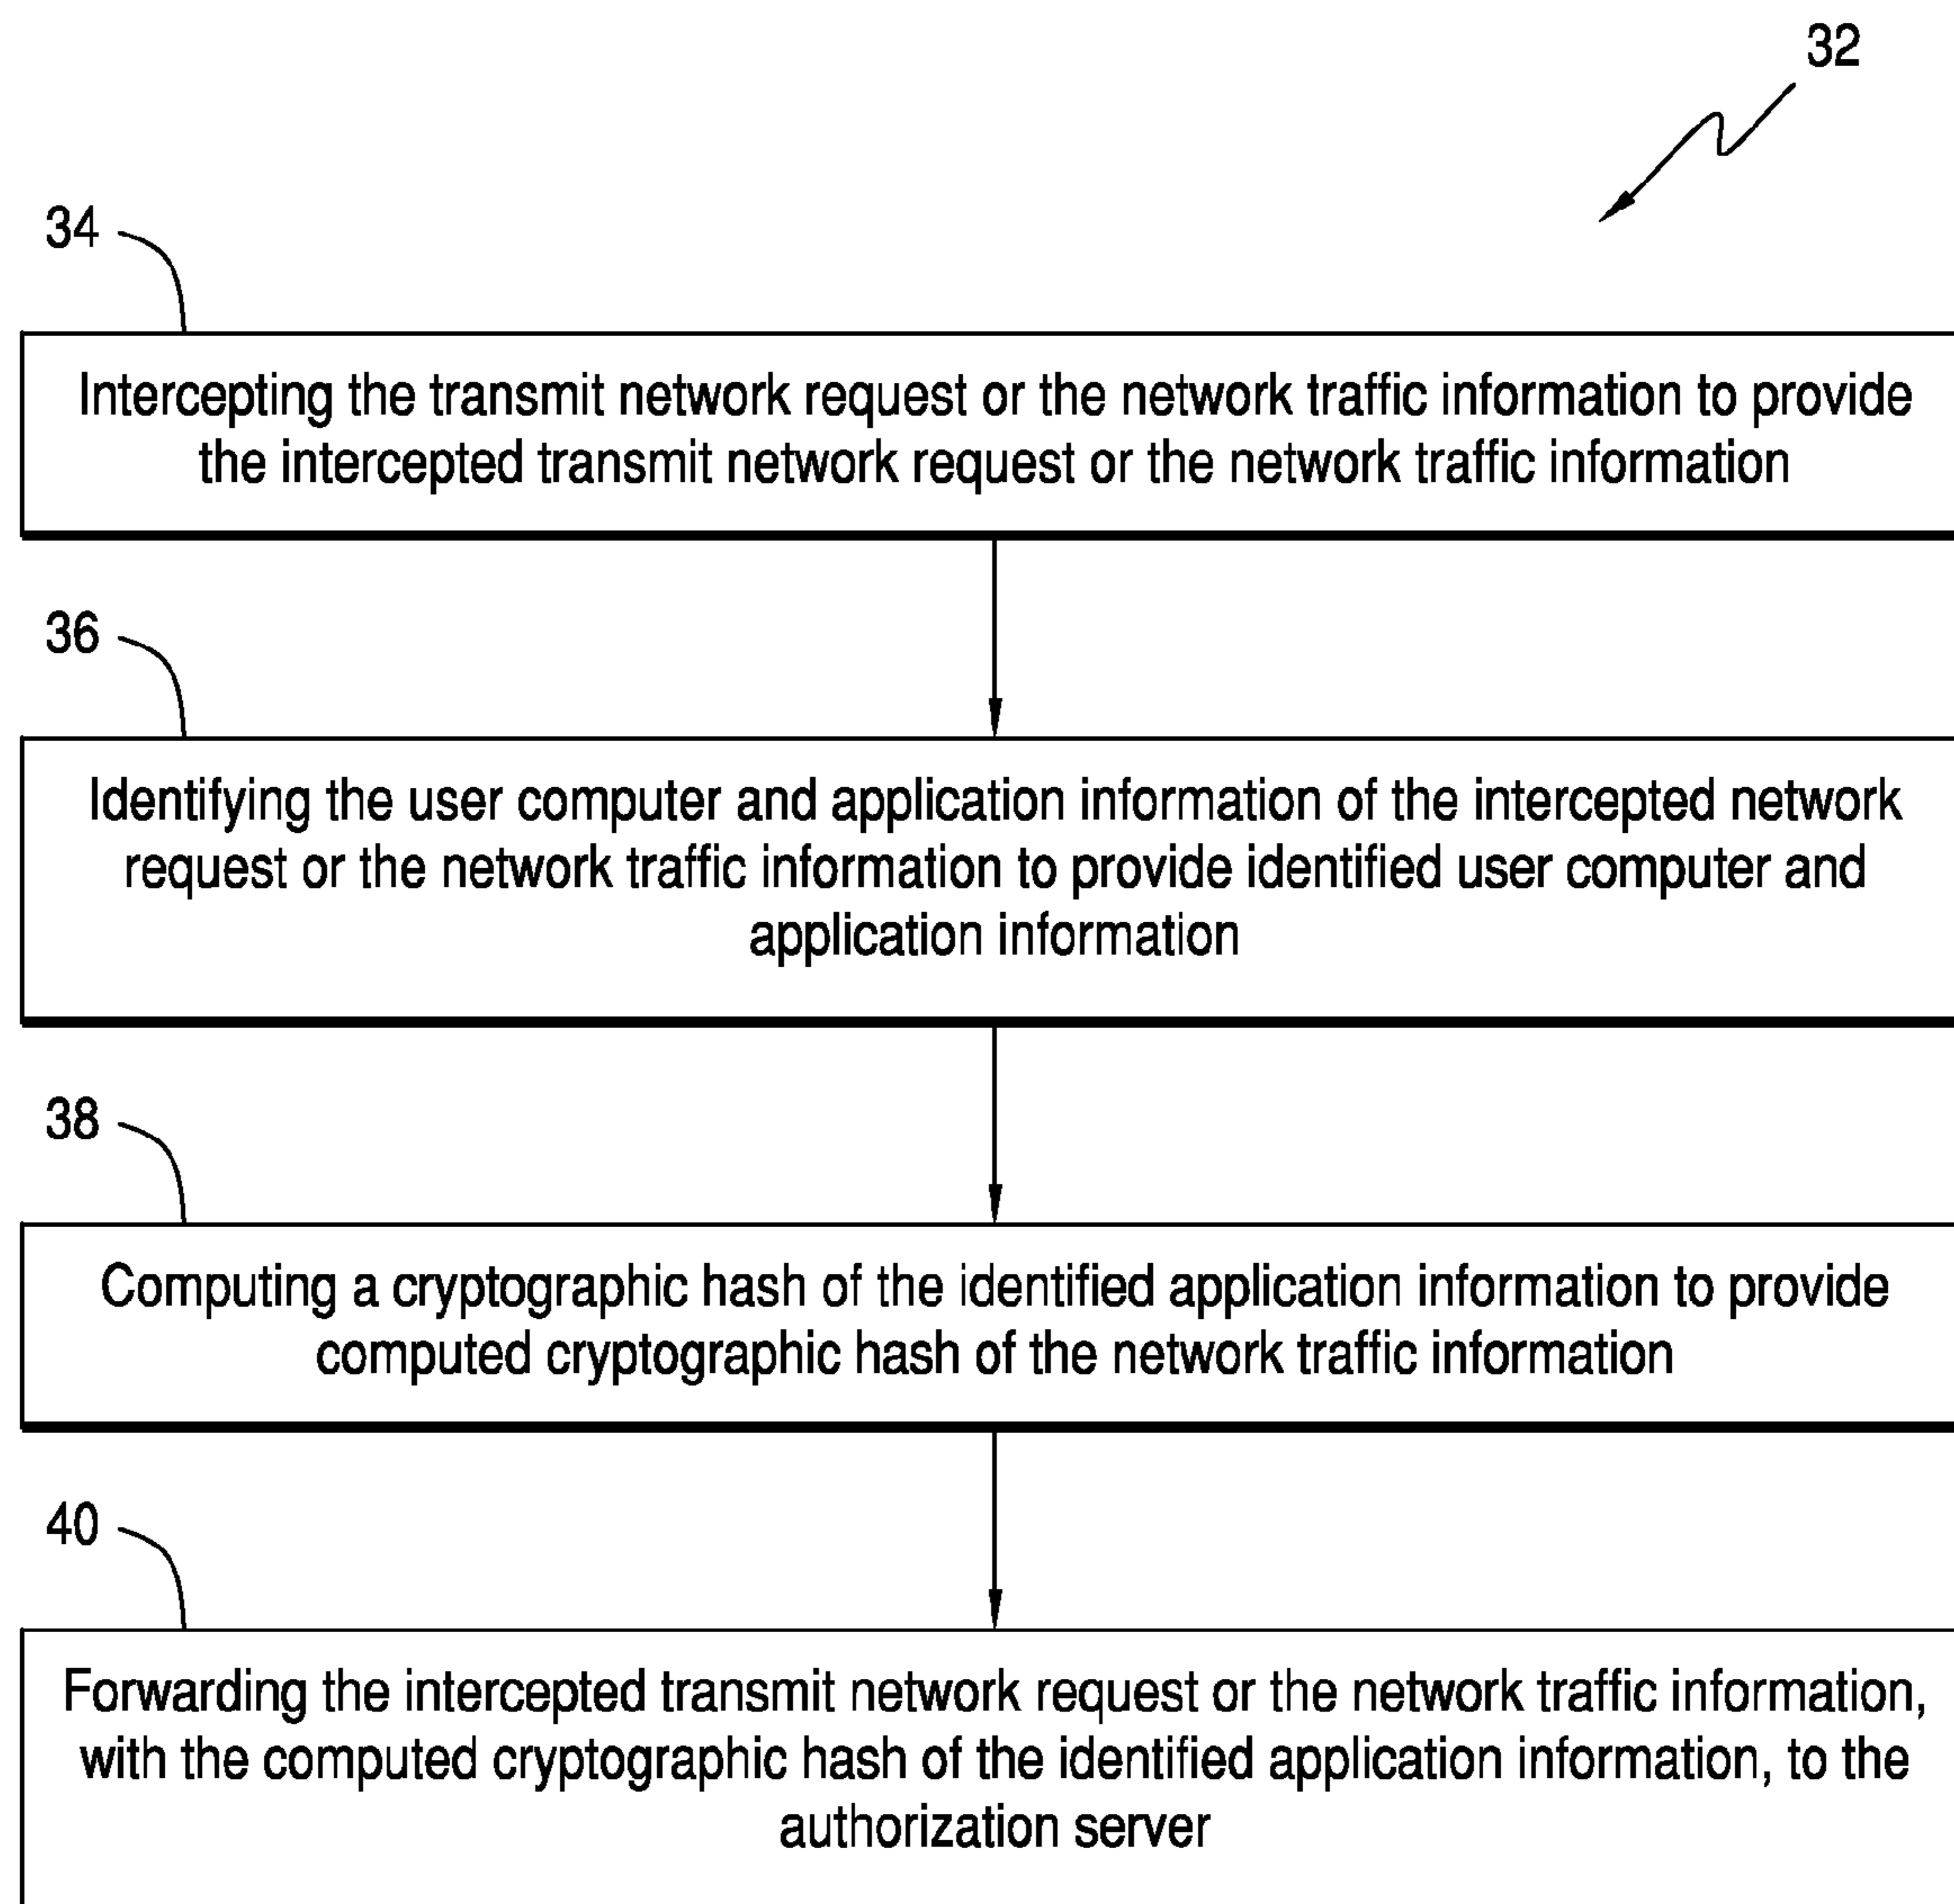 32
34
Intercepting the transmit network request or the network traffic information to provide
the intercepted transmit network request or the network traffic information
36
Identifying the user computer and application information of the intercepted network
request or the network traffic information to provide identified user computer and
application information
38
Computing a cryptographic hash of the identified application information to provide
computed cryptographic hash of the network traffic information
40
Forwarding the intercepted transmit network request or the network traffic information,
with the computed cryptographic hash of the identified application information, to the
authorization server